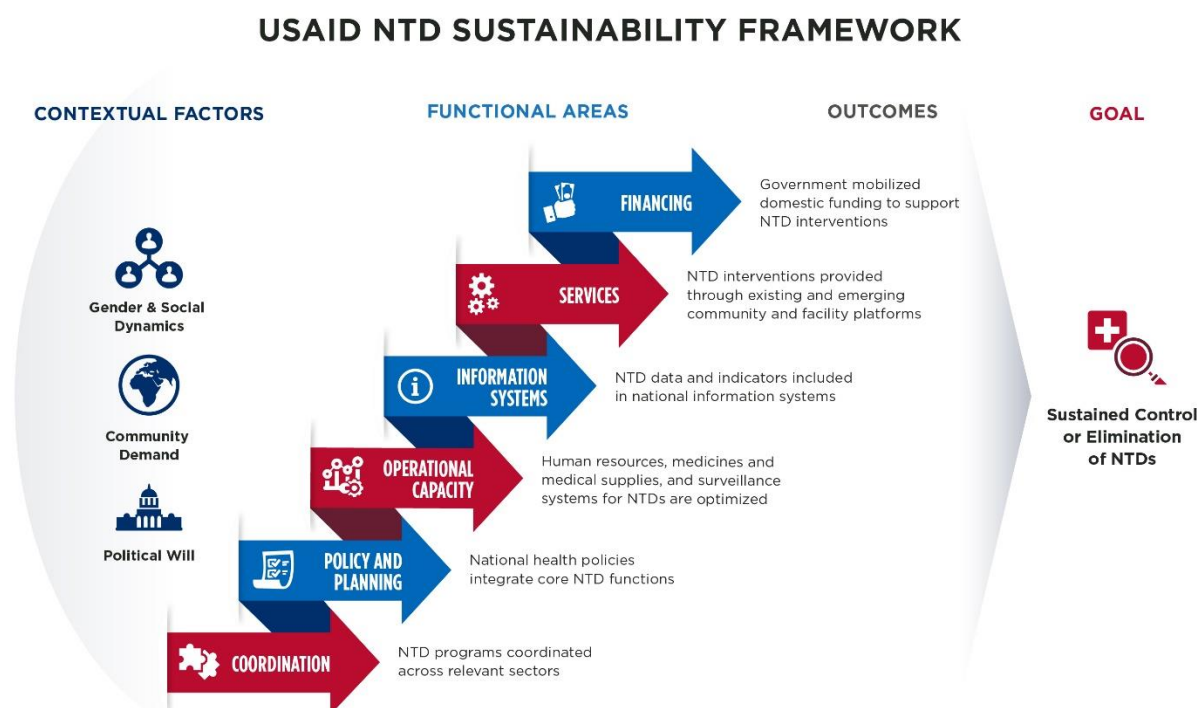 USAID NTD SUSTAINABILITY FRAMEWORK
CONTEXTUAL FACTORS
FUNCTIONAL AREAS
OUTCOMES
GOAL
Gender & Social
Dynamics
Community
Demand
Political Will
FINANCING
Government mobilized
domestic funding to support
NTD interventions
SERVICES
NTD interventions provided
through existing and emerging
community and facility platforms
INFORMATION
SYSTEMS
NTD data and indicators included
in national information systems
OPERATIONAL
CAPACITY
Human resources, medicines and
medical supplies, and surveillance
systems for NTDs are optimized
POLICY AND
PLANNING
National health policies
integrate core NTD functions
COORDINATION
NTD programs coordinated
across relevant sectors
Sustained Control
or Elimination
of NTDs